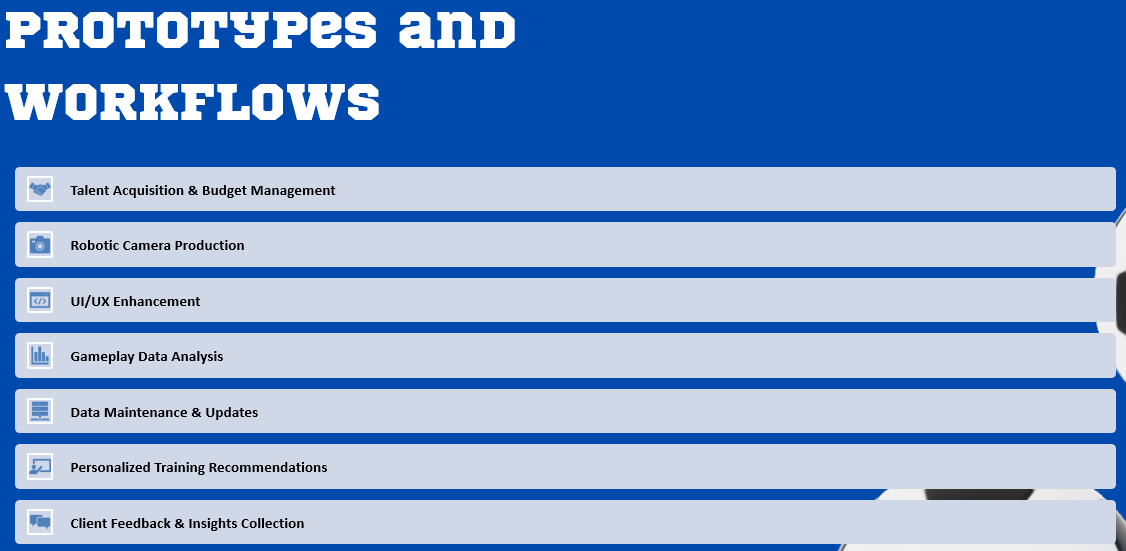 PROTOTYPES AND
WORKFLOWS
Talent Acquisition & Budget Management
Robotic Camera Production
UI/UX Enhancement
Gameplay Data Analysis
Data Maintenance & Updates
Personalized Training Recommendations
Client Feedback & Insights Collection